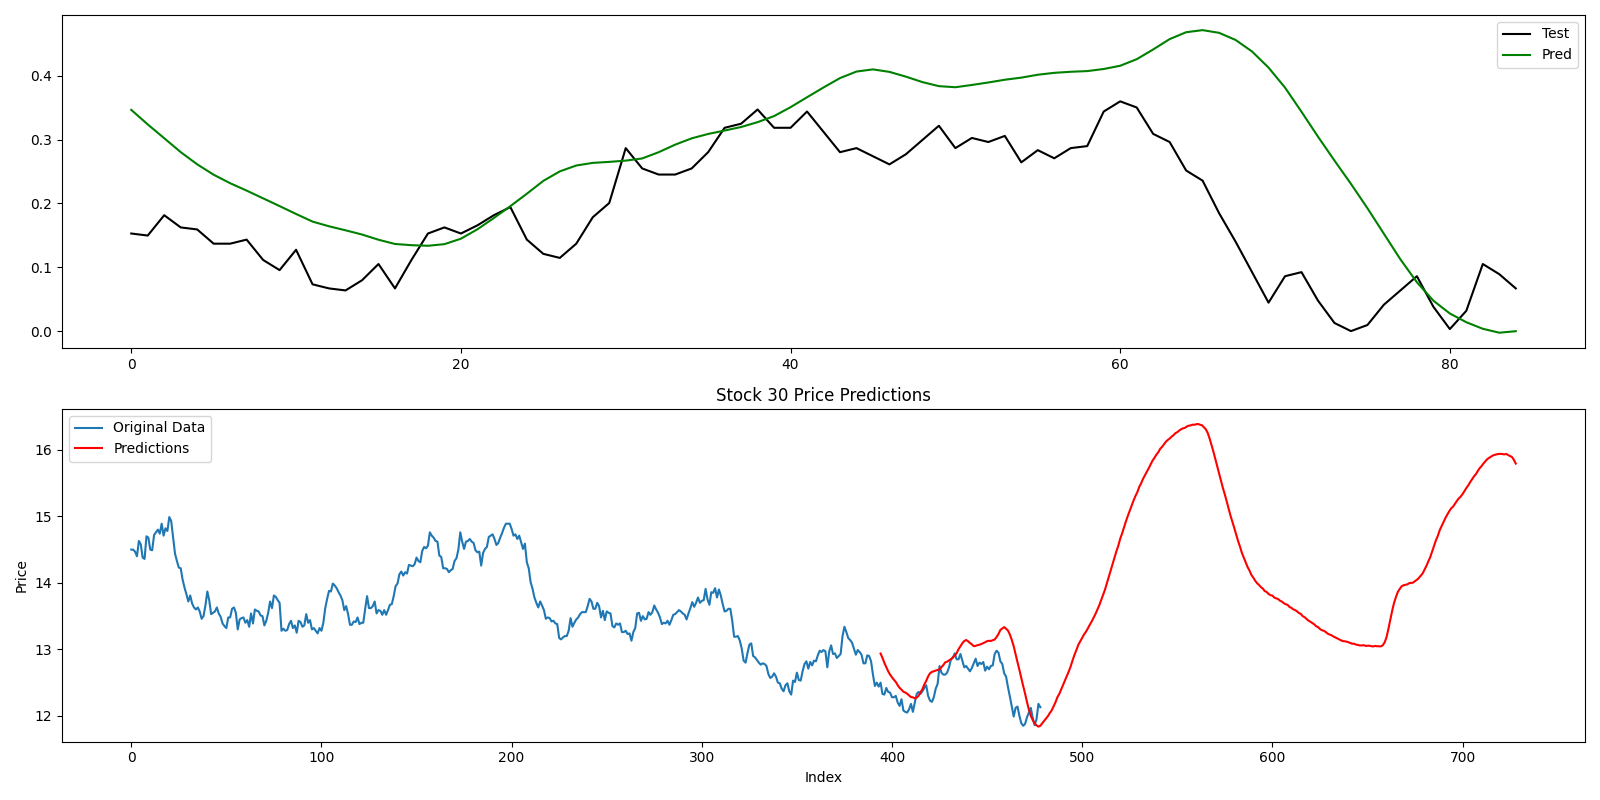 Test
Pred
0.4
0.3
0.2
0.1
0.0
0 20 40 60 80
Stock 30 Price Predictions
Original Data
Predictions
Price
16
15
14
13
12
0 100 200 300 400 500 600 700
Index